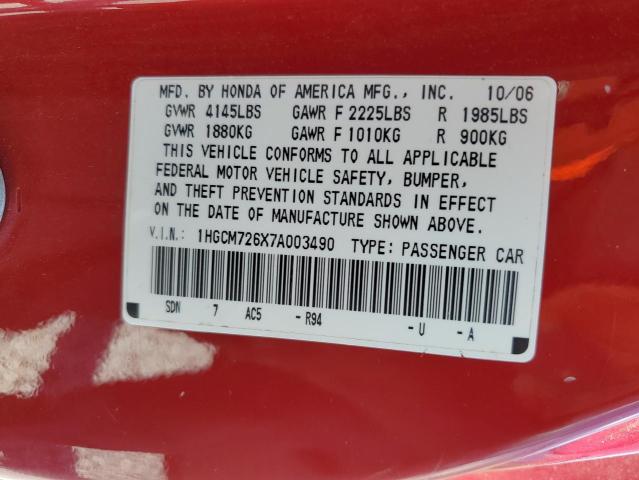 MFD. BY HONDA OF AMERICA MFG., INC. 10/06
GVWR 4145LBS GAWR F 2225LBS R 1985LBS
GVWR 1880KG GAWR F 1010KG R 900KG
THIS VEHICLE CONFORMS TO ALL APPLICABLE
FEDERAL MOTOR VEHICLE SAFETY, BUMPER,
AND THEFT PREVENTION STANDARDS IN EFFECT
ON THE DATE OF MANUFACTURE SHOWN ABOVE.
V.I.N.: 1HGCM726X7A003490 TYPE: PASSENGER CAR
SDN 7 AC5 - R94 - U - A